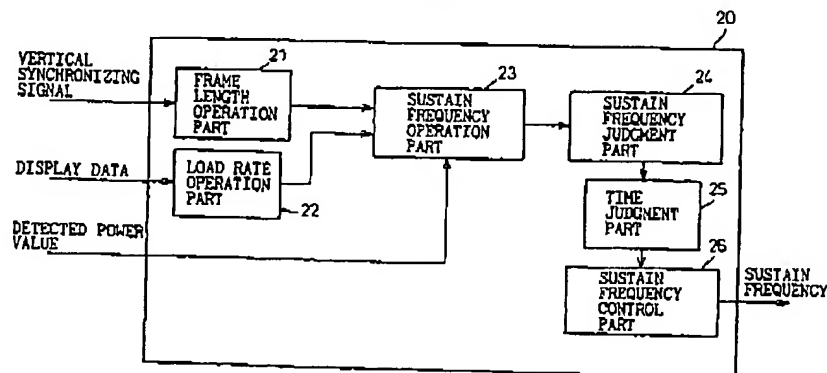 20
VERTICAL
SYNCHRONIZING
SIGNAL
21
FRAME
LENGTH
OPERATION
PART
23
SUSTAIN
FREQUENCY
OPERATION
PART
24
SUSTAIN
FREQUENCY
JUDGMENT
PART
DISPLAY DATA
LOAD RATE
OPERATION
PART
22
25
TIME
JUDGMENT
PART
DETECTED POWER
VALUE
26
SUSTAIN
FREQUENCY
CONTROL
PART
SUSTAIN
FREQUENCY